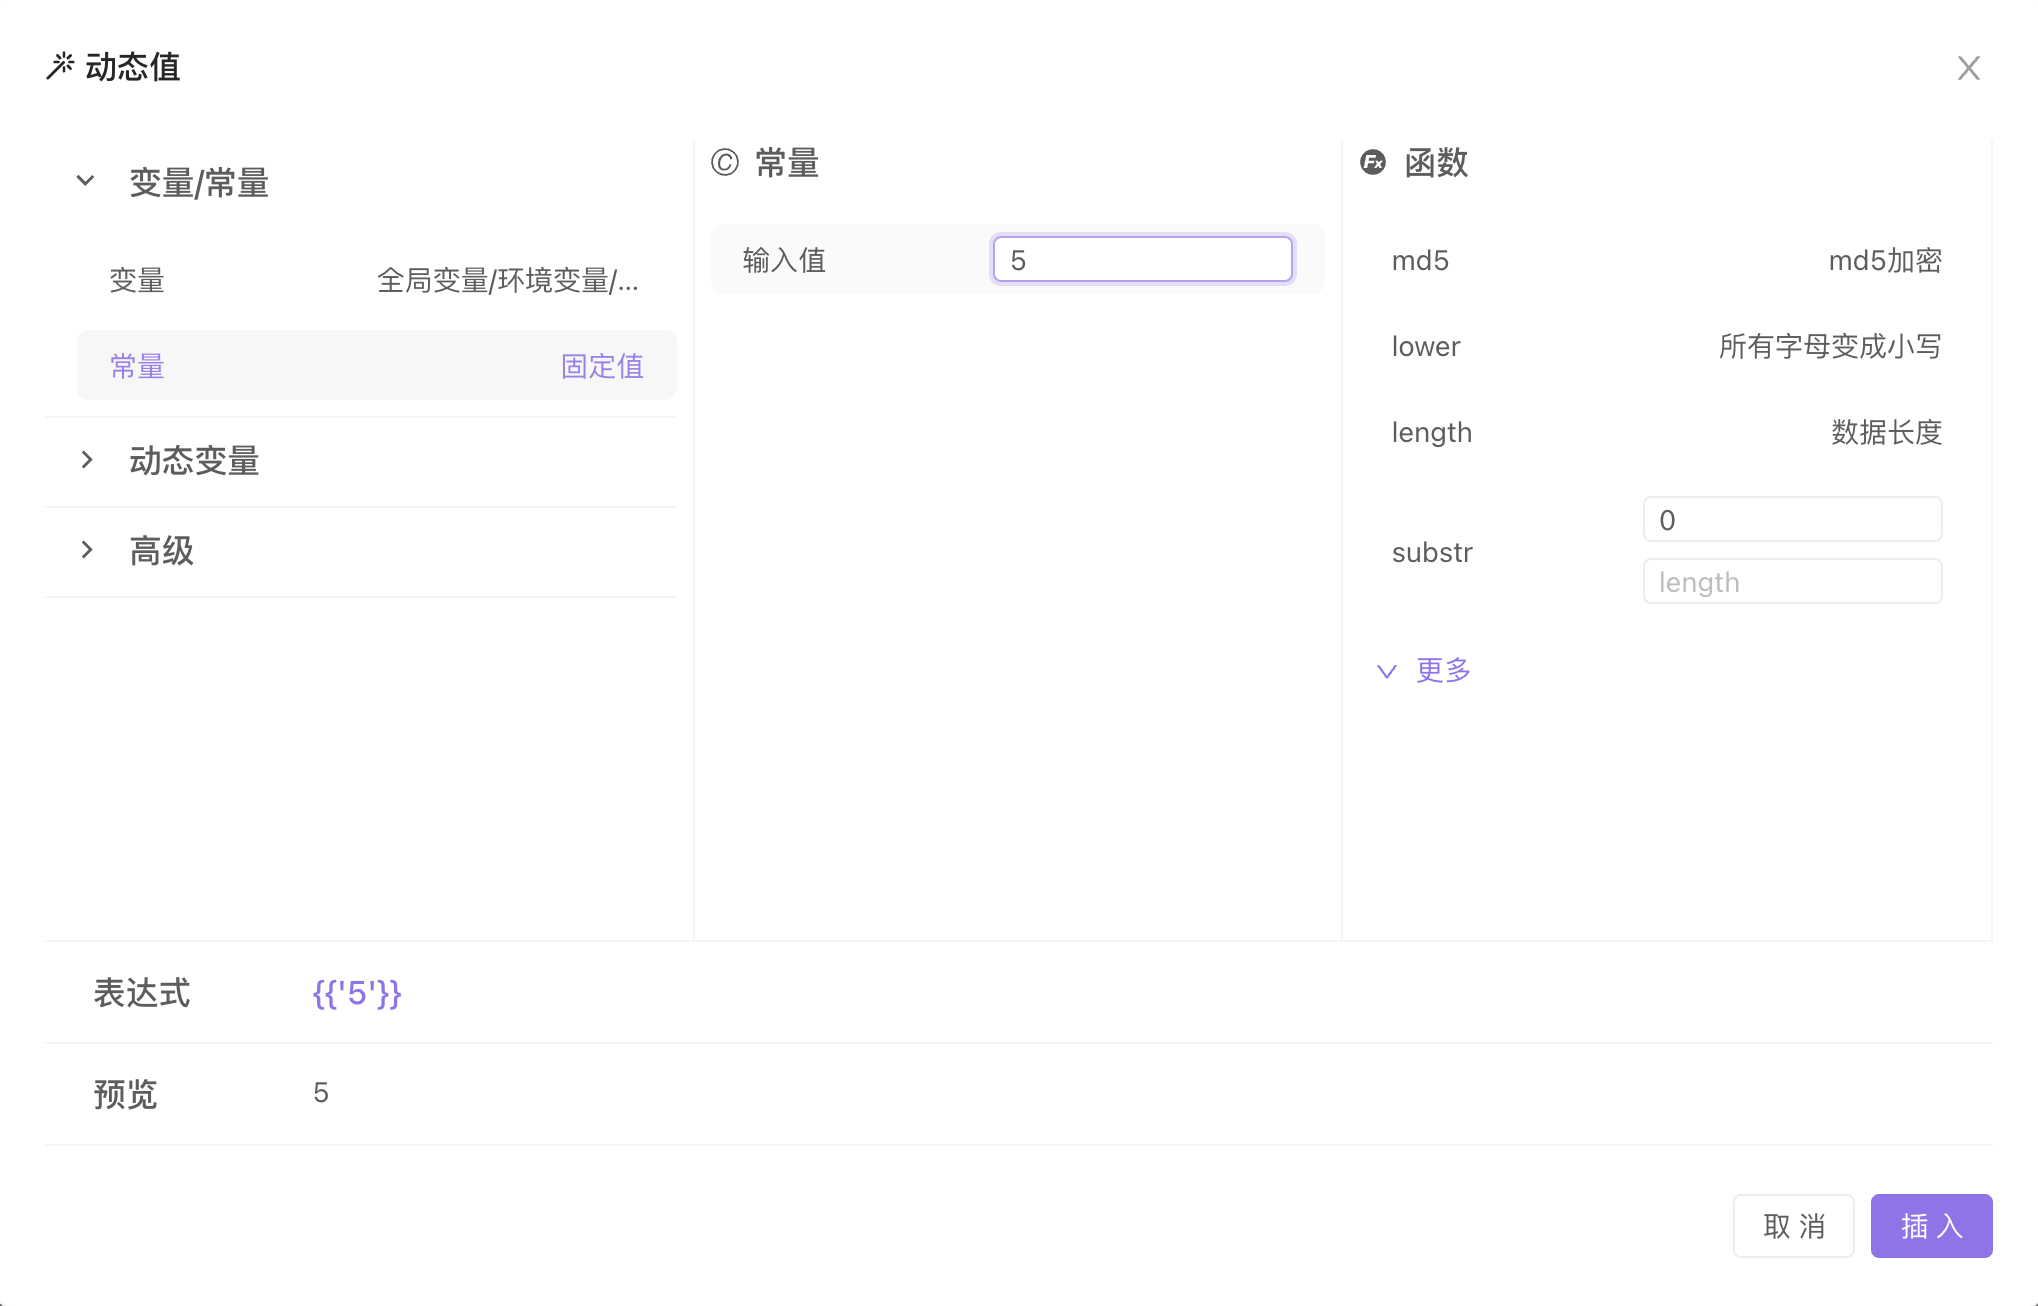 动态值
变量/常量
变量 全局变量/环境变量/...
常量 固定值
动态变量
高级
常量
输入值 5
函数
md5 md5加密
lower 所有字母变成小写
length 数据长度
substr 0
length
更多
表达式 {{'5'}}
预览 5
取 消 插 入